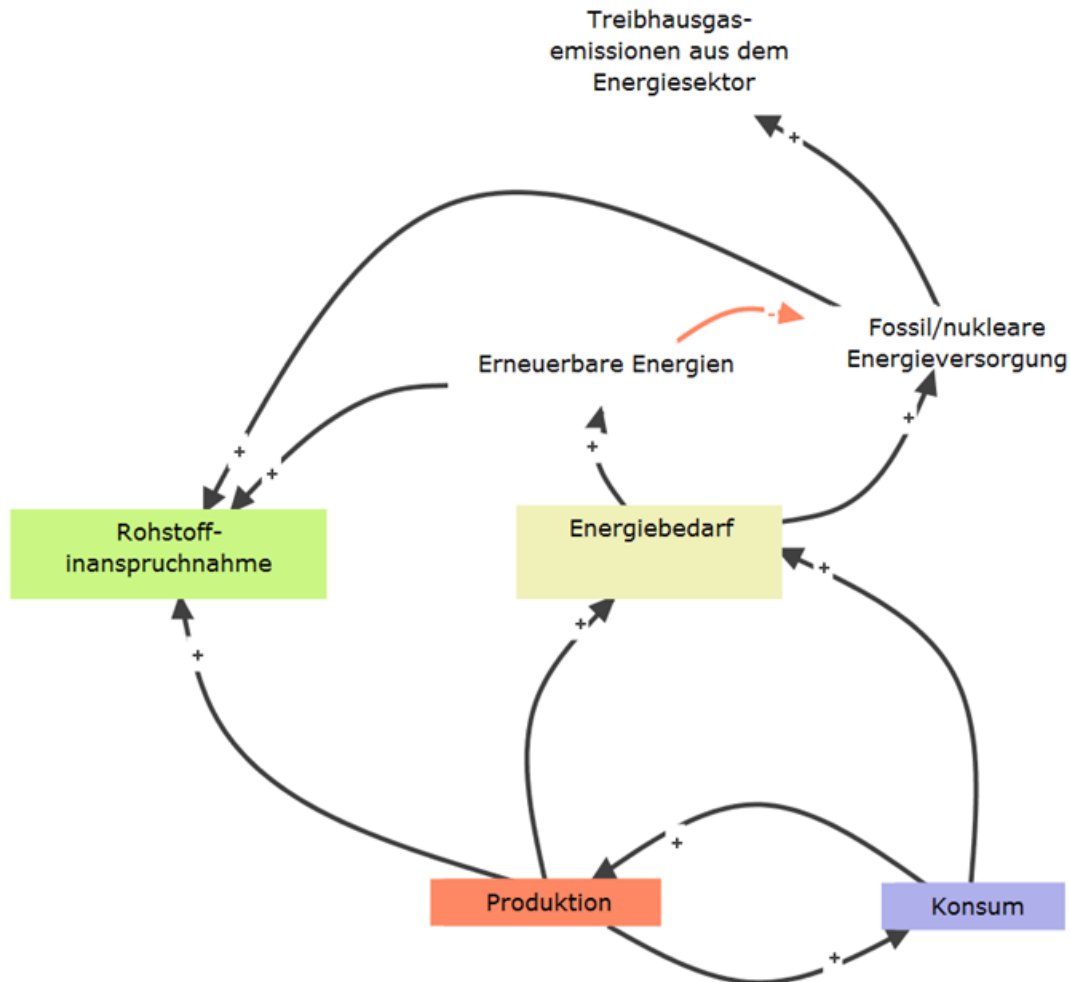 Treibhausgas-
emissionen aus dem
Energiesektor
+
Fossil/nukleare
Energieversorgung
-
Erneuerbare Energien
+
+
+
+
Rohstoff-
inanspruchnahme
Energiebedarf
+
+
+
+
Produktion
Konsum
+